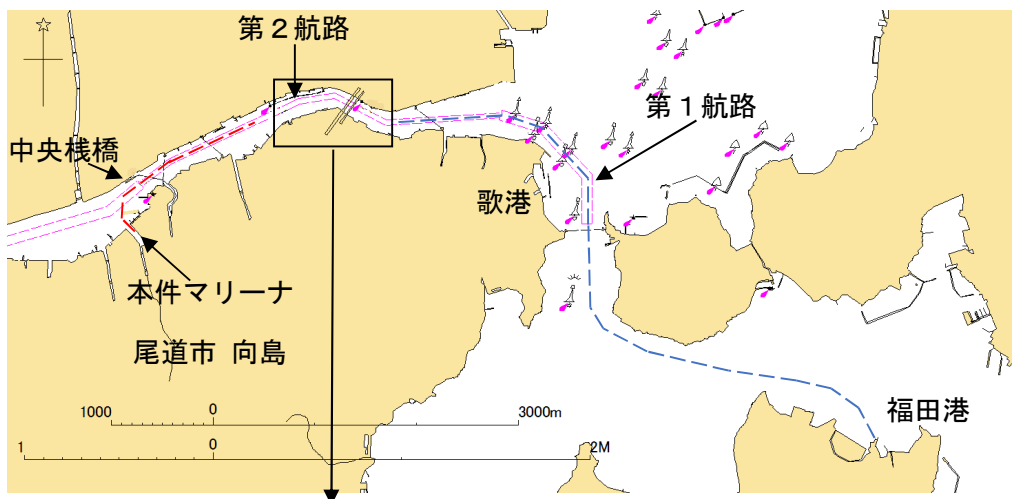 第２航路
第１航路
中央桟橋
歌港
本件マリーナ
尾道市 向島
福田港
1000 0 3000m
1 0 2M